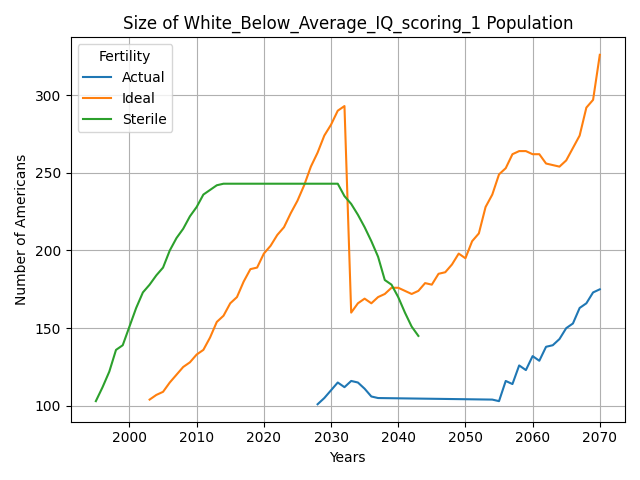 Size of White_Below_Average_IQ_scoring_1 Population
Fertility
Actual
Ideal
Sterile
Number of Americans
300
250
200
150
100
2000 2010 2020 2030 2040 2050 2060 2070
Years